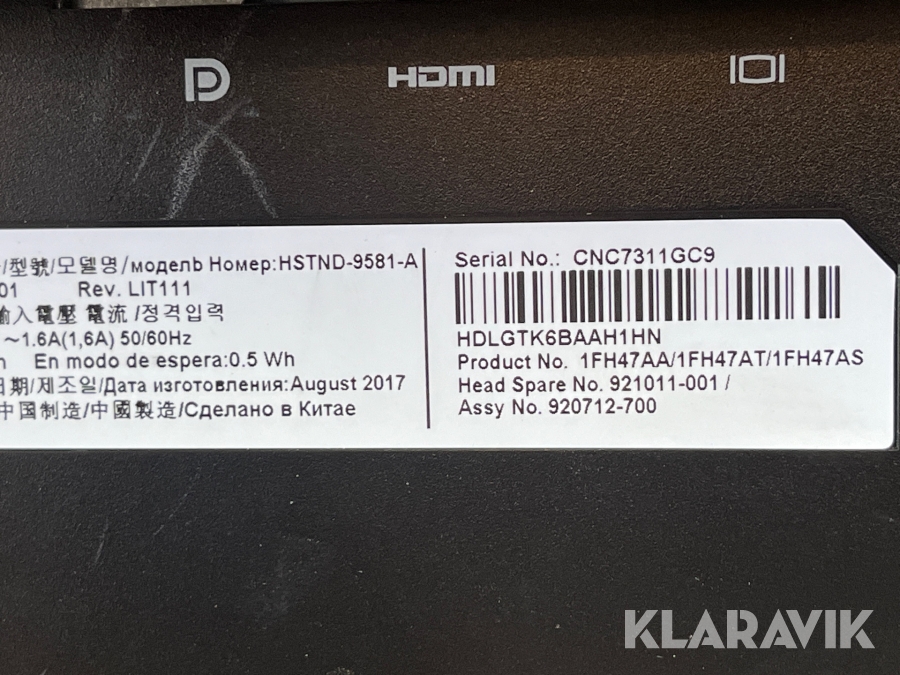 HDMI
/型號/모델명/модель Номер:HSTND-9581-A
01 Rev. LIT111
輸入電壓 電流 /정격입력
~1.6A(1,6A) 50/60Hz
En modo de espera:0.5 Wh
日期/제조일/Дата изготовления:August 2017
中国制造/中國製造/Сделано в Китае
Serial No.: CNC7311GC9
HDLGTK6BAAH1HN
Product No. 1FH47AA/1FH47AT/1FH47AS
Head Spare No. 921011-001 /
Assy No. 920712-700
KLARAVIK